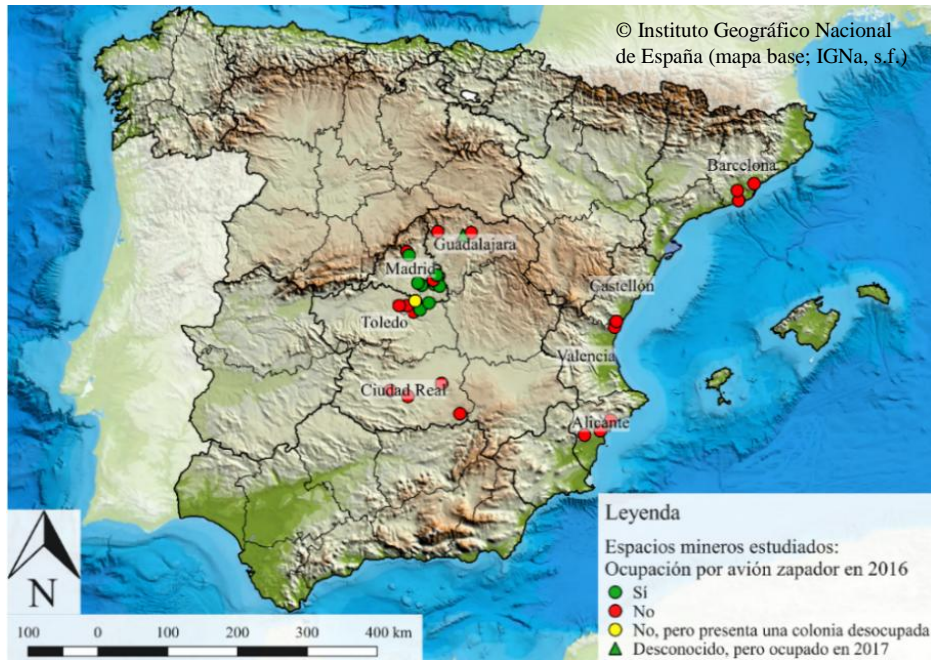 © Instituto Geográfico Nacional
de España (mapa base; IGNa, s.f.)
Barcelona
Guadalajara
Madrid
Castellón
Toledo
Valencia
Ciudad Real
Alicante
Leyenda
Espacios mineros estudiados:
Ocupación por avión zapador en 2016
Sí
No
No, pero presenta una colonia desocupada
Desconocido, pero ocupado en 2017
N
100 0 100 200 300 400 km